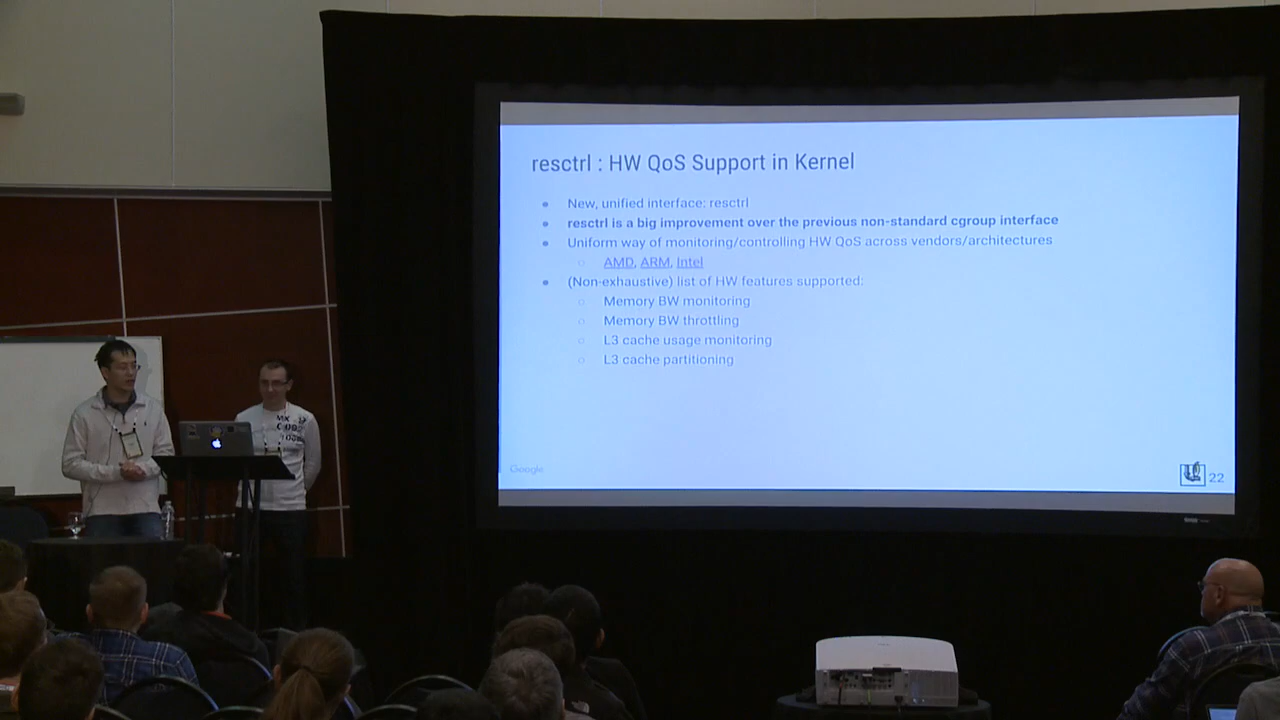 resctrl : HW QoS Support in Kernel
New, unified interface: resctrl
resctrl is a big improvement over the previous non-standard cgroup interface
Uniform way of monitoring/controlling HW QoS across vendors/architectures
AMD, ARM, Intel
(Non-exhaustive) list of HW features supported:
Memory BW monitoring
Memory BW throttling
L3 cache usage monitoring
L3 cache partitioning
Google
22